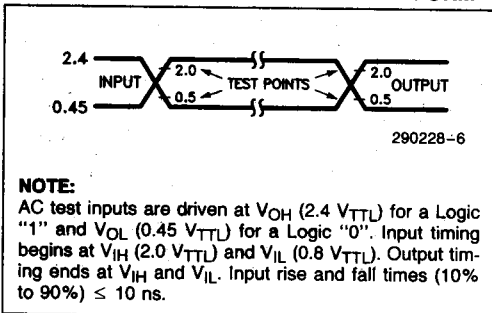 2.4
INPUT
2.0
TEST POINTS
2.0
OUTPUT
0.5
0.5
0.45
290228-6
NOTE:
AC test inputs are driven at VOH (2.4 VTTL) for a Logic
"1" and VOL (0.45 VTTL) for a Logic "0". Input timing
begins at VIH (2.0 VTTL) and VIL (0.8 VTTL). Output tim-
ing ends at VIH and VIL. Input rise and fall times (10%
to 90%) ≤ 10 ns.